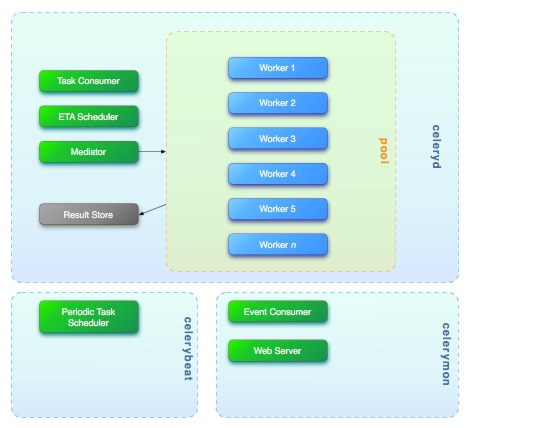 Task Consumer
ETA Scheduler
Mediator
Result Store
Worker 1
Worker 2
Worker 3
Worker 4
Worker 5
Worker n
pool
celeryd
Periodic Task
Scheduler
celerybeat
Event Consumer
Web Server
celerymon